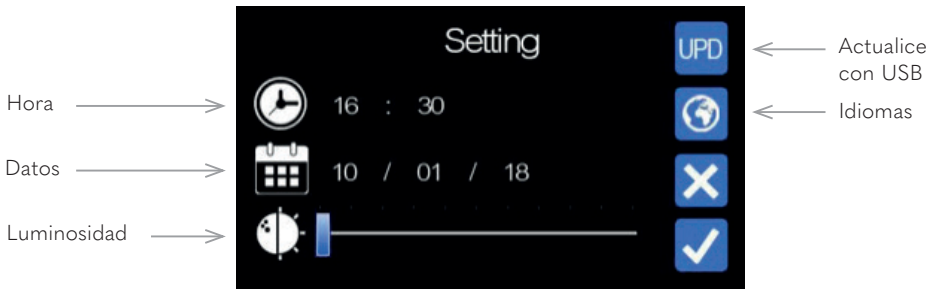 Setting
UPD
Actualice
con USB
Hora
16 : 30
Idiomas
Datos
10 / 01 / 18
Luminosidad